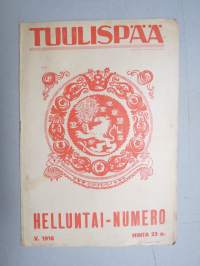 TUULISPÄÄ
HELLUNTAI-NUMERO
V. 1916
HINTA 25 p.